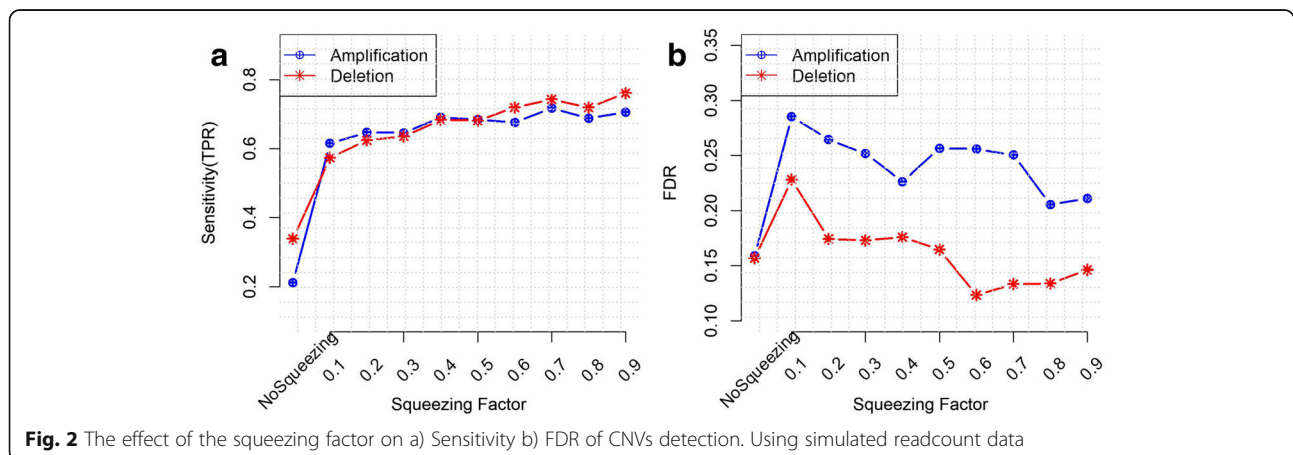 a
Amplification
Deletion
Sensitivity(TPR)
0.8
0.6
0.4
0.2
NoSqueezing
0.1
0.2
0.3
0.4
0.5
0.6
0.7
0.8
0.9
Squeezing Factor
b
Amplification
Deletion
FDR
0.35
0.30
0.25
0.20
0.15
0.10
NoSqueezing
0.1
0.2
0.3
0.4
0.5
0.6
0.7
0.8
0.9
Squeezing Factor
Fig. 2 The effect of the squeezing factor on a) Sensitivity b) FDR of CNVs detection. Using simulated readcount data